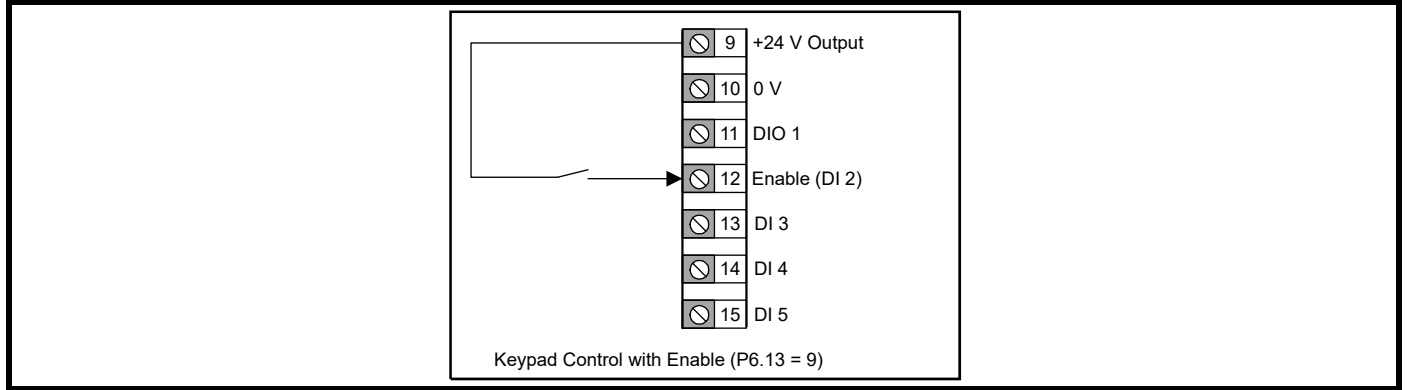 9 +24 V Output
10 0 V
11 DIO 1
12 Enable (DI 2)
13 DI 3
14 DI 4
15 DI 5
Keypad Control with Enable (P6.13 = 9)